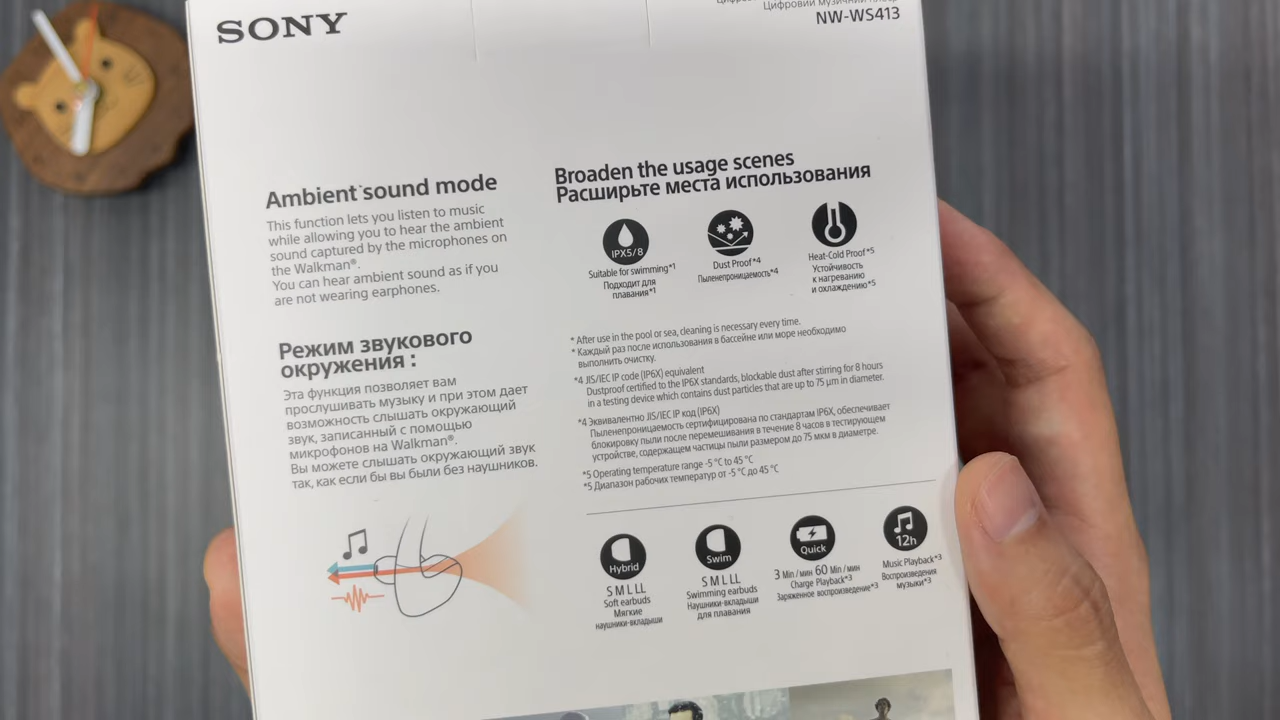 SONY
Цифровий музичний плеєр
NW-WS413
Ambient sound mode
This function lets you listen to music
while allowing you to hear the ambient
sound captured by the microphones on
the Walkman®.
You can hear ambient sound as if you
are not wearing earphones.
Режим звукового
окружения :
Эта функция позволяет вам
прослушивать музыку и при этом дает
возможность слышать окружающий
звук, записанный с помощью
микрофонов на Walkman®.
Вы можете слышать окружающий звук
так, как если бы вы были без наушников.
Broaden the usage scenes
Расширьте места использования
IPX5/8
Suitable for swimming*1
Подходит для
плавания*1
Dust Proof*4
Пыленепроницаемость*4
Heat-Cold Proof*5
Устойчивость
к нагреванию
и охлаждению*5
* After use in the pool or sea, cleaning is necessary every time.
* Каждый раз после использования в бассейне или море необходимо
выполнить очистку.
*4 JIS/IEC IP code (IP6X) equivalent
Dustproof certified to the IP6X standards, blockable dust after stirring for 8 hours
in a testing device which contains dust particles that are up to 75 μm in diameter.
*4 Эквивалентно JIS/IEC IP код (IP6X)
Пыленепроницаемость сертифицирована по стандартам IP6X, обеспечивает
блокировку пыли после перемешивания в течение 8 часов в тестирующем
устройстве, содержащем частицы пыли размером до 75 мкм в диаметре.
*5 Operating temperature range -5 °C to 45 °C
*5 Диапазон рабочих температур от -5 °C до 45 °C
Hybrid
S M L LL
Soft earbuds
Мягкие
наушники-вкладыши
Swim
S M L LL
Swimming earbuds
Наушники-вкладыши
для плавания
Quick
3 Min / мин 60 Min / мин
Charge Playback*3
Заряженное воспроизведение*3
12h
Music Playback*3
Воспроизведения
музыки*3